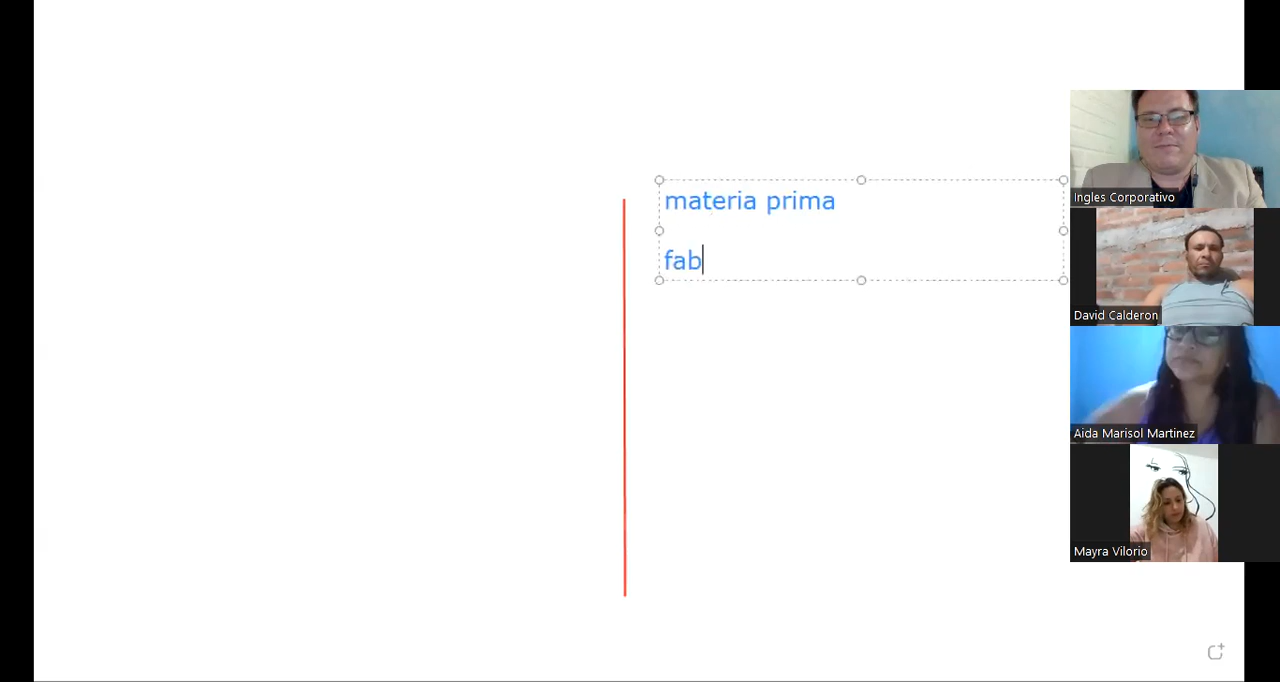 materia prima
fab
Ingles Corporativo
David Calderon
Aida Marisol Martinez
Mayra Vilorio